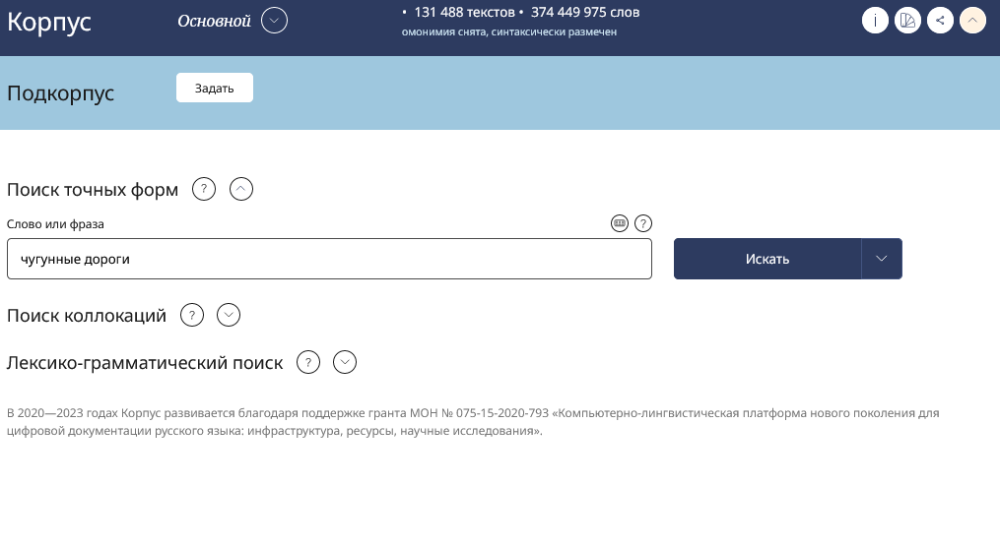 Корпус
Основной
• 131 488 текстов • 374 449 975 слов
омонимия снята, синтаксически размечен
i
Подкорпус
Задать
Поиск точных форм ?
Слово или фраза ?
чугунные дороги
Искать
Поиск коллокаций ?
Лексико-грамматический поиск ?
В 2020—2023 годах Корпус развивается благодаря поддержке гранта МОН № 075-15-2020-793 «Компьютерно-лингвистическая платформа нового поколения для
цифровой документации русского языка: инфраструктура, ресурсы, научные исследования».